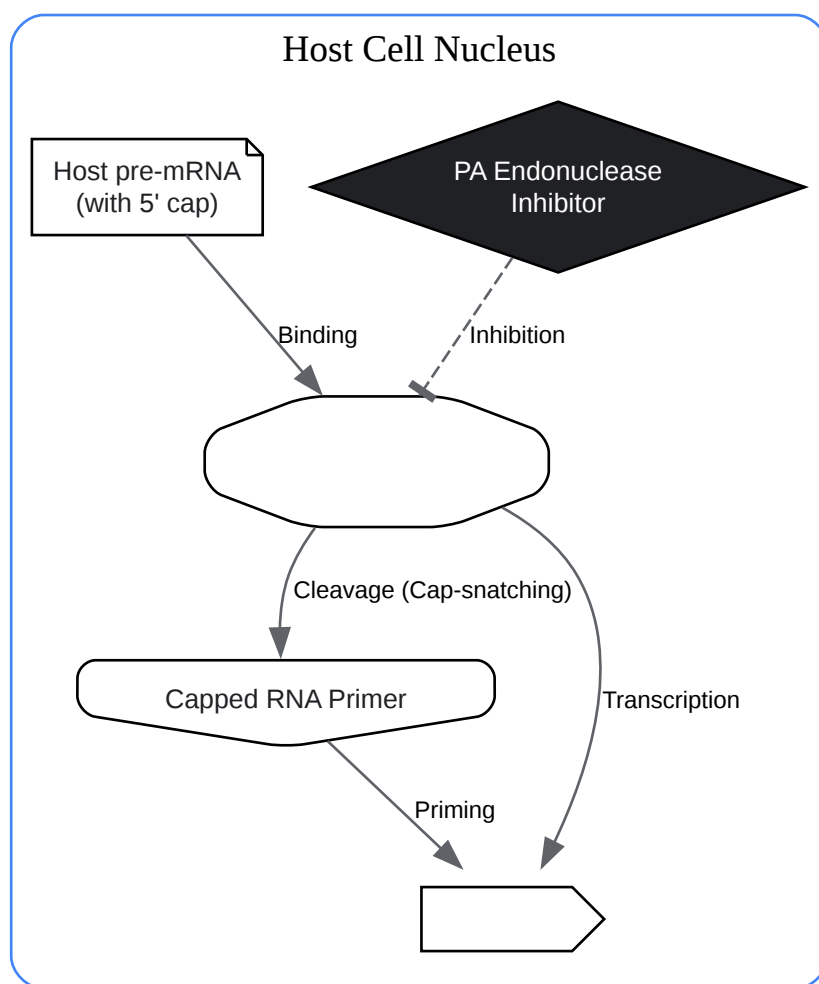 Host Cell Nucleus
Host pre-mRNA
(with 5' cap)
PA Endonuclease
Inhibitor
Binding
Inhibition
Cleavage (Cap-snatching)
Capped RNA Primer
Transcription
Priming